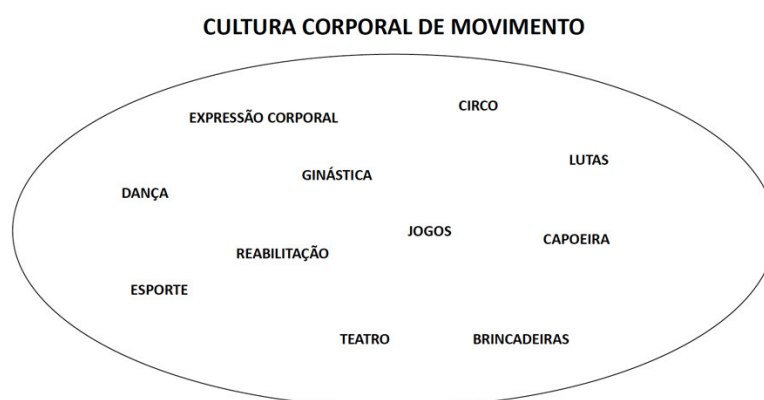 CULTURA CORPORAL DE MOVIMENTO
EXPRESSÃO CORPORAL
CIRCO
LUTAS
GINÁSTICA
DANÇA
JOGOS
CAPOEIRA
REABILITAÇÃO
ESPORTE
TEATRO
BRINCADEIRAS